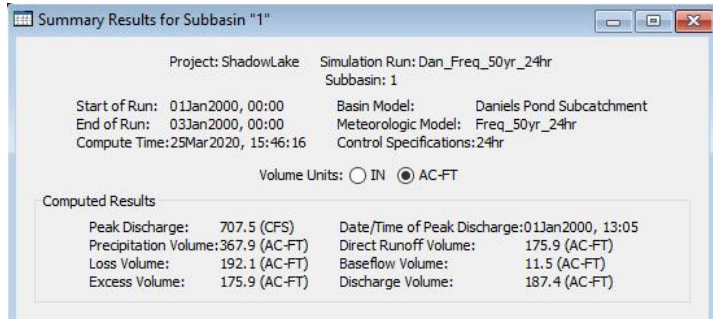 Summary Results for Subbasin "1"
Project: ShadowLake Simulation Run: Dan_Freq_50yr_24hr
Subbasin: 1
Start of Run: 01Jan2000, 00:00 Basin Model: Daniels Pond Subcatchment
End of Run: 03Jan2000, 00:00 Meteorologic Model: Freq_50yr_24hr
Compute Time:25Mar2020, 15:46:16 Control Specifications:24hr
Volume Units: IN AC-FT
Computed Results
Peak Discharge: 707.5 (CFS) Date/Time of Peak Discharge:01Jan2000, 13:05
Precipitation Volume:367.9 (AC-FT) Direct Runoff Volume: 175.9 (AC-FT)
Loss Volume: 192.1 (AC-FT) Baseflow Volume: 11.5 (AC-FT)
Excess Volume: 175.9 (AC-FT) Discharge Volume: 187.4 (AC-FT)